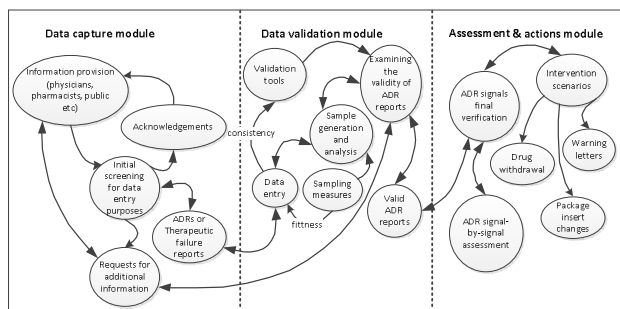 Data capture module
Information provision
(physicians,
pharmacists, public
etc)
Acknowledgements
Initial
screening
for data
entry
purposes
ADRs or
Therapeutic
failure
reports
Requests for
additional
information
Data validation module
Validation
tools
Examining
the
validity of
ADR
reports
consistency
Sample
generation
and
analysis
Data
entry
Sampling
measures
fittness
Valid
ADR
reports
Assessment & actions module
ADR signals
final
verification
Intervention
scenarios
Drug
withdrawal
Warning
letters
ADR signal-
by-signal
assessment
Package
insert
changes